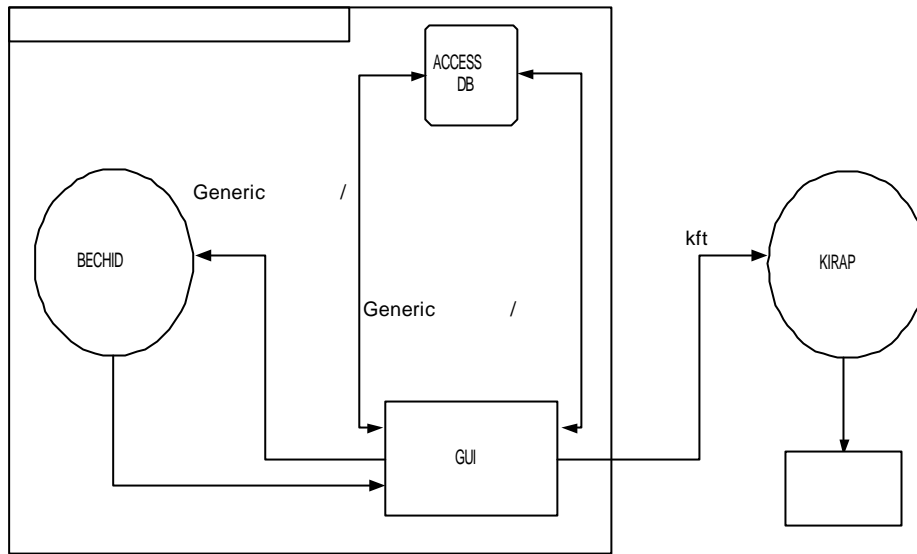 ACCESS
DB
Generic /
BECHID
kft
KIRAP
Generic /
GUI